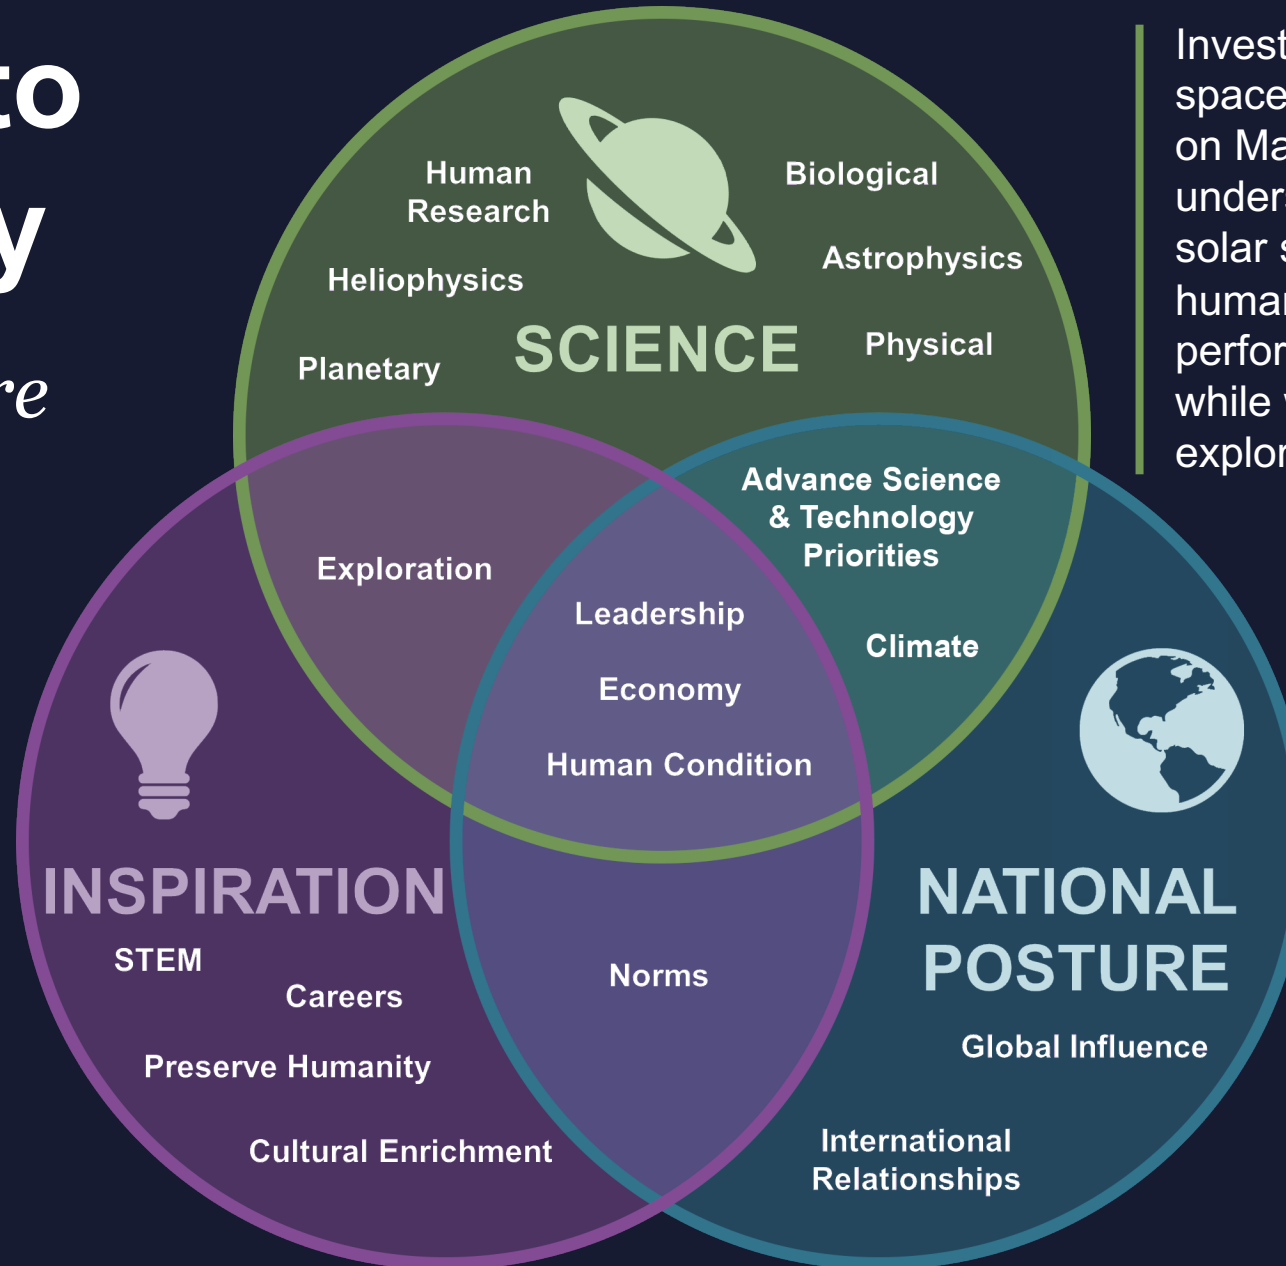 to
y
re
Human
Research
Biological
Heliophysics
Astrophysics
SCIENCE
Planetary
Physical
Invest
space
on Ma
unders
solar s
human
perfor
while w
explor
Advance Science
& Technology
Priorities
Exploration
Leadership
Climate
Economy
Human Condition
INSPIRATION
STEM
Careers
Preserve Humanity
Cultural Enrichment
Norms
NATIONAL
POSTURE
Global Influence
International
Relationships